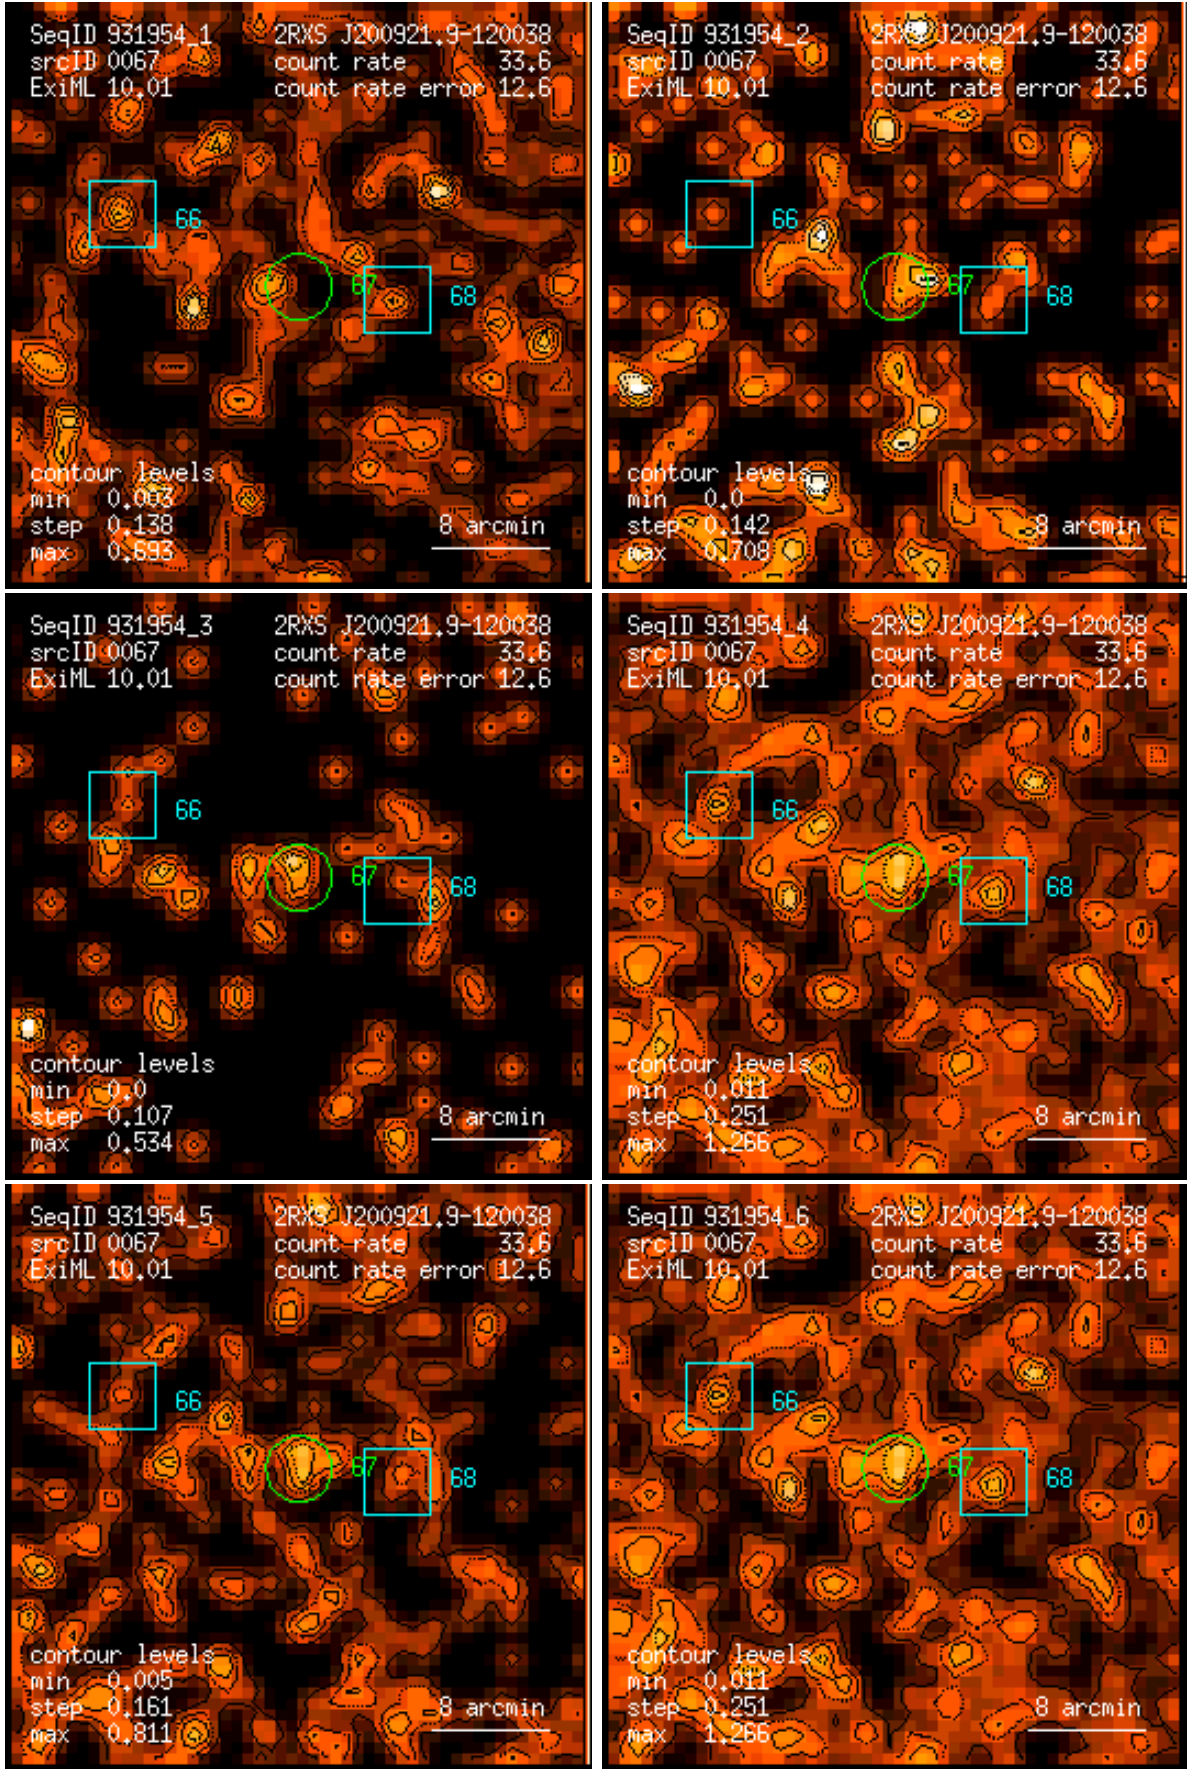 SeqID 931954_1 2RXS J200921.9-120038
srcID 0067 count rate 33.6
ExiML 10.01 count rate error 12.6
66
67
68
contour levels
min 0.003
step 0.138 8 arcmin
max 0.693
SeqID 931954_2 2RXS J200921.9-120038
srcID 0067 count rate 33.6
ExiML 10.01 count rate error 12.6
66
67
68
contour levels
min 0.0
step 0.142 8 arcmin
max 0.708
SeqID 931954_3 2RXS J200921.9-120038
srcID 0067 count rate 33.6
ExiML 10.01 count rate error 12.6
66
67
68
contour levels
min 0.0
step 0.107 8 arcmin
max 0.534
SeqID 931954_4 2RXS J200921.9-120038
srcID 0067 count rate 33.6
ExiML 10.01 count rate error 12.6
66
67
68
contour levels
min 0.011
step 0.251 8 arcmin
max 1.266
SeqID 931954_5 2RXS J200921.9-120038
srcID 0067 count rate 33.6
ExiML 10.01 count rate error 12.6
66
67
68
contour levels
min 0.005
step 0.161 8 arcmin
max 0.811
SeqID 931954_6 2RXS J200921.9-120038
srcID 0067 count rate 33.6
ExiML 10.01 count rate error 12.6
66
67
68
contour levels
min 0.011
step 0.251 8 arcmin
max 1.266